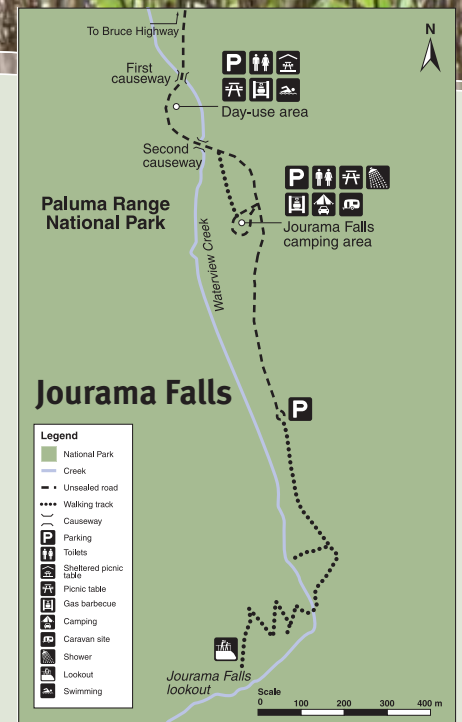 To Bruce Highway
N
First
causeway
P
Day-use area
Second
causeway
P
Paluma Range
National Park
Jourama Falls
camping area
Waterview Creek
Jourama Falls
P
Legend
National Park
Creek
Unsealed road
Walking track
Causeway
P Parking
Toilets
Sheltered picnic
table
Picnic table
Gas barbecue
Camping
Caravan site
Shower
Lookout
Swimming
Jourama Falls
lookout
Scale
0 100 200 300 400 m